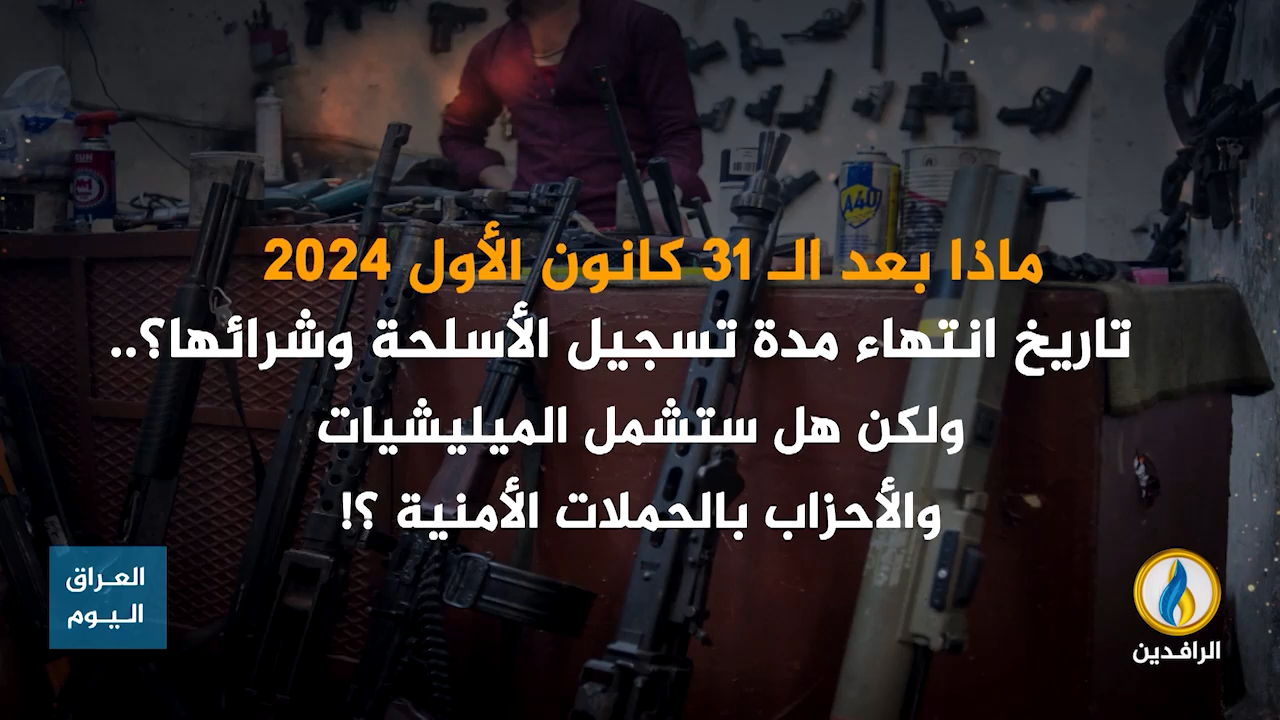 ماذا بعد الـ 31 كانون الأول 2024
تاريخ انتهاء مدة تسجيل الأسلحة وشرائها؟..
ولكن هل ستشمل الميليشيات
والأحزاب بالحملات الأمنية ؟!
العراق
اليوم
الرافدين
A40